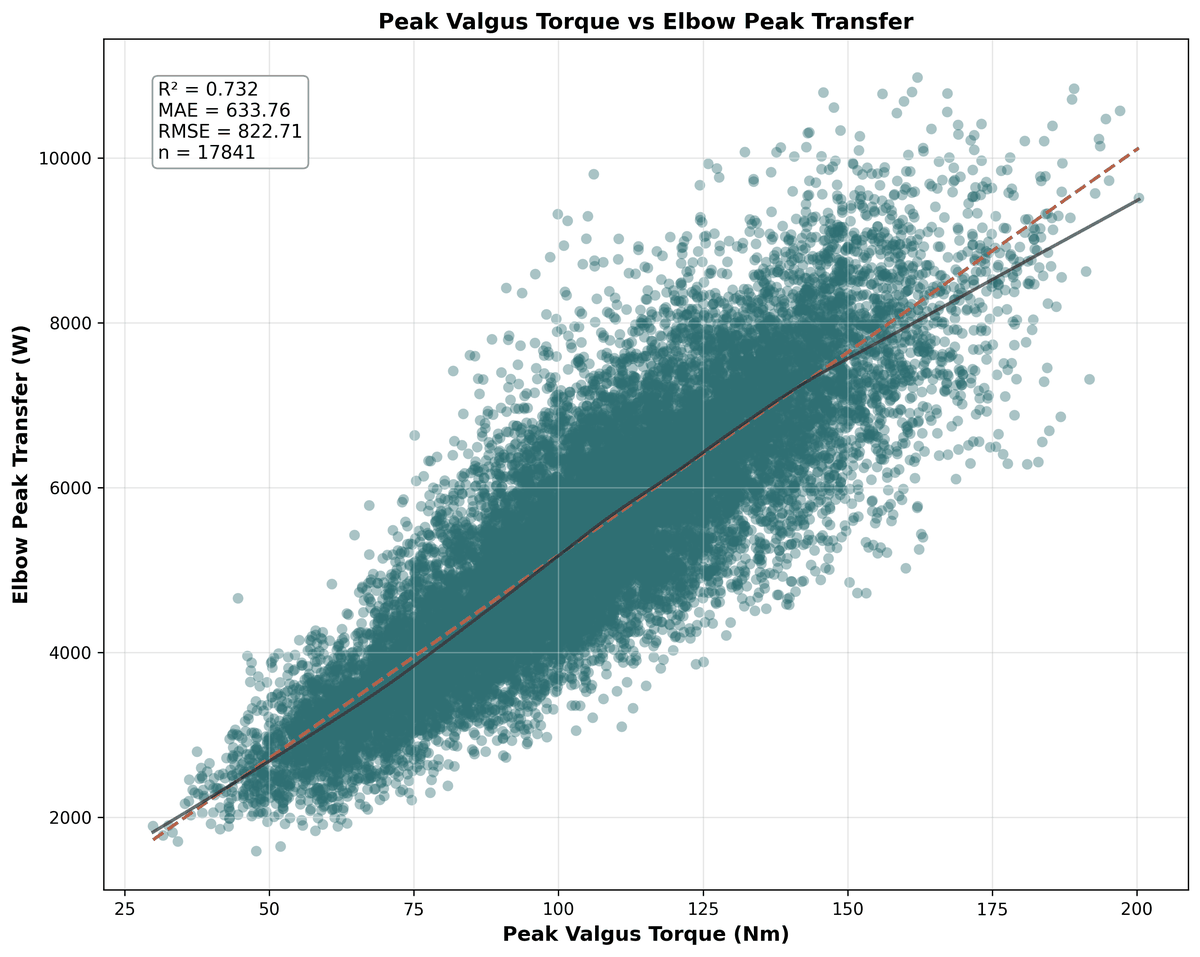 Peak Valgus Torque vs Elbow Peak Transfer
R² = 0.732
MAE = 633.76
RMSE = 822.71
n = 17841
Elbow Peak Transfer (W)
10000
8000
6000
4000
2000
25 50 75 100 125 150 175 200
Peak Valgus Torque (Nm)